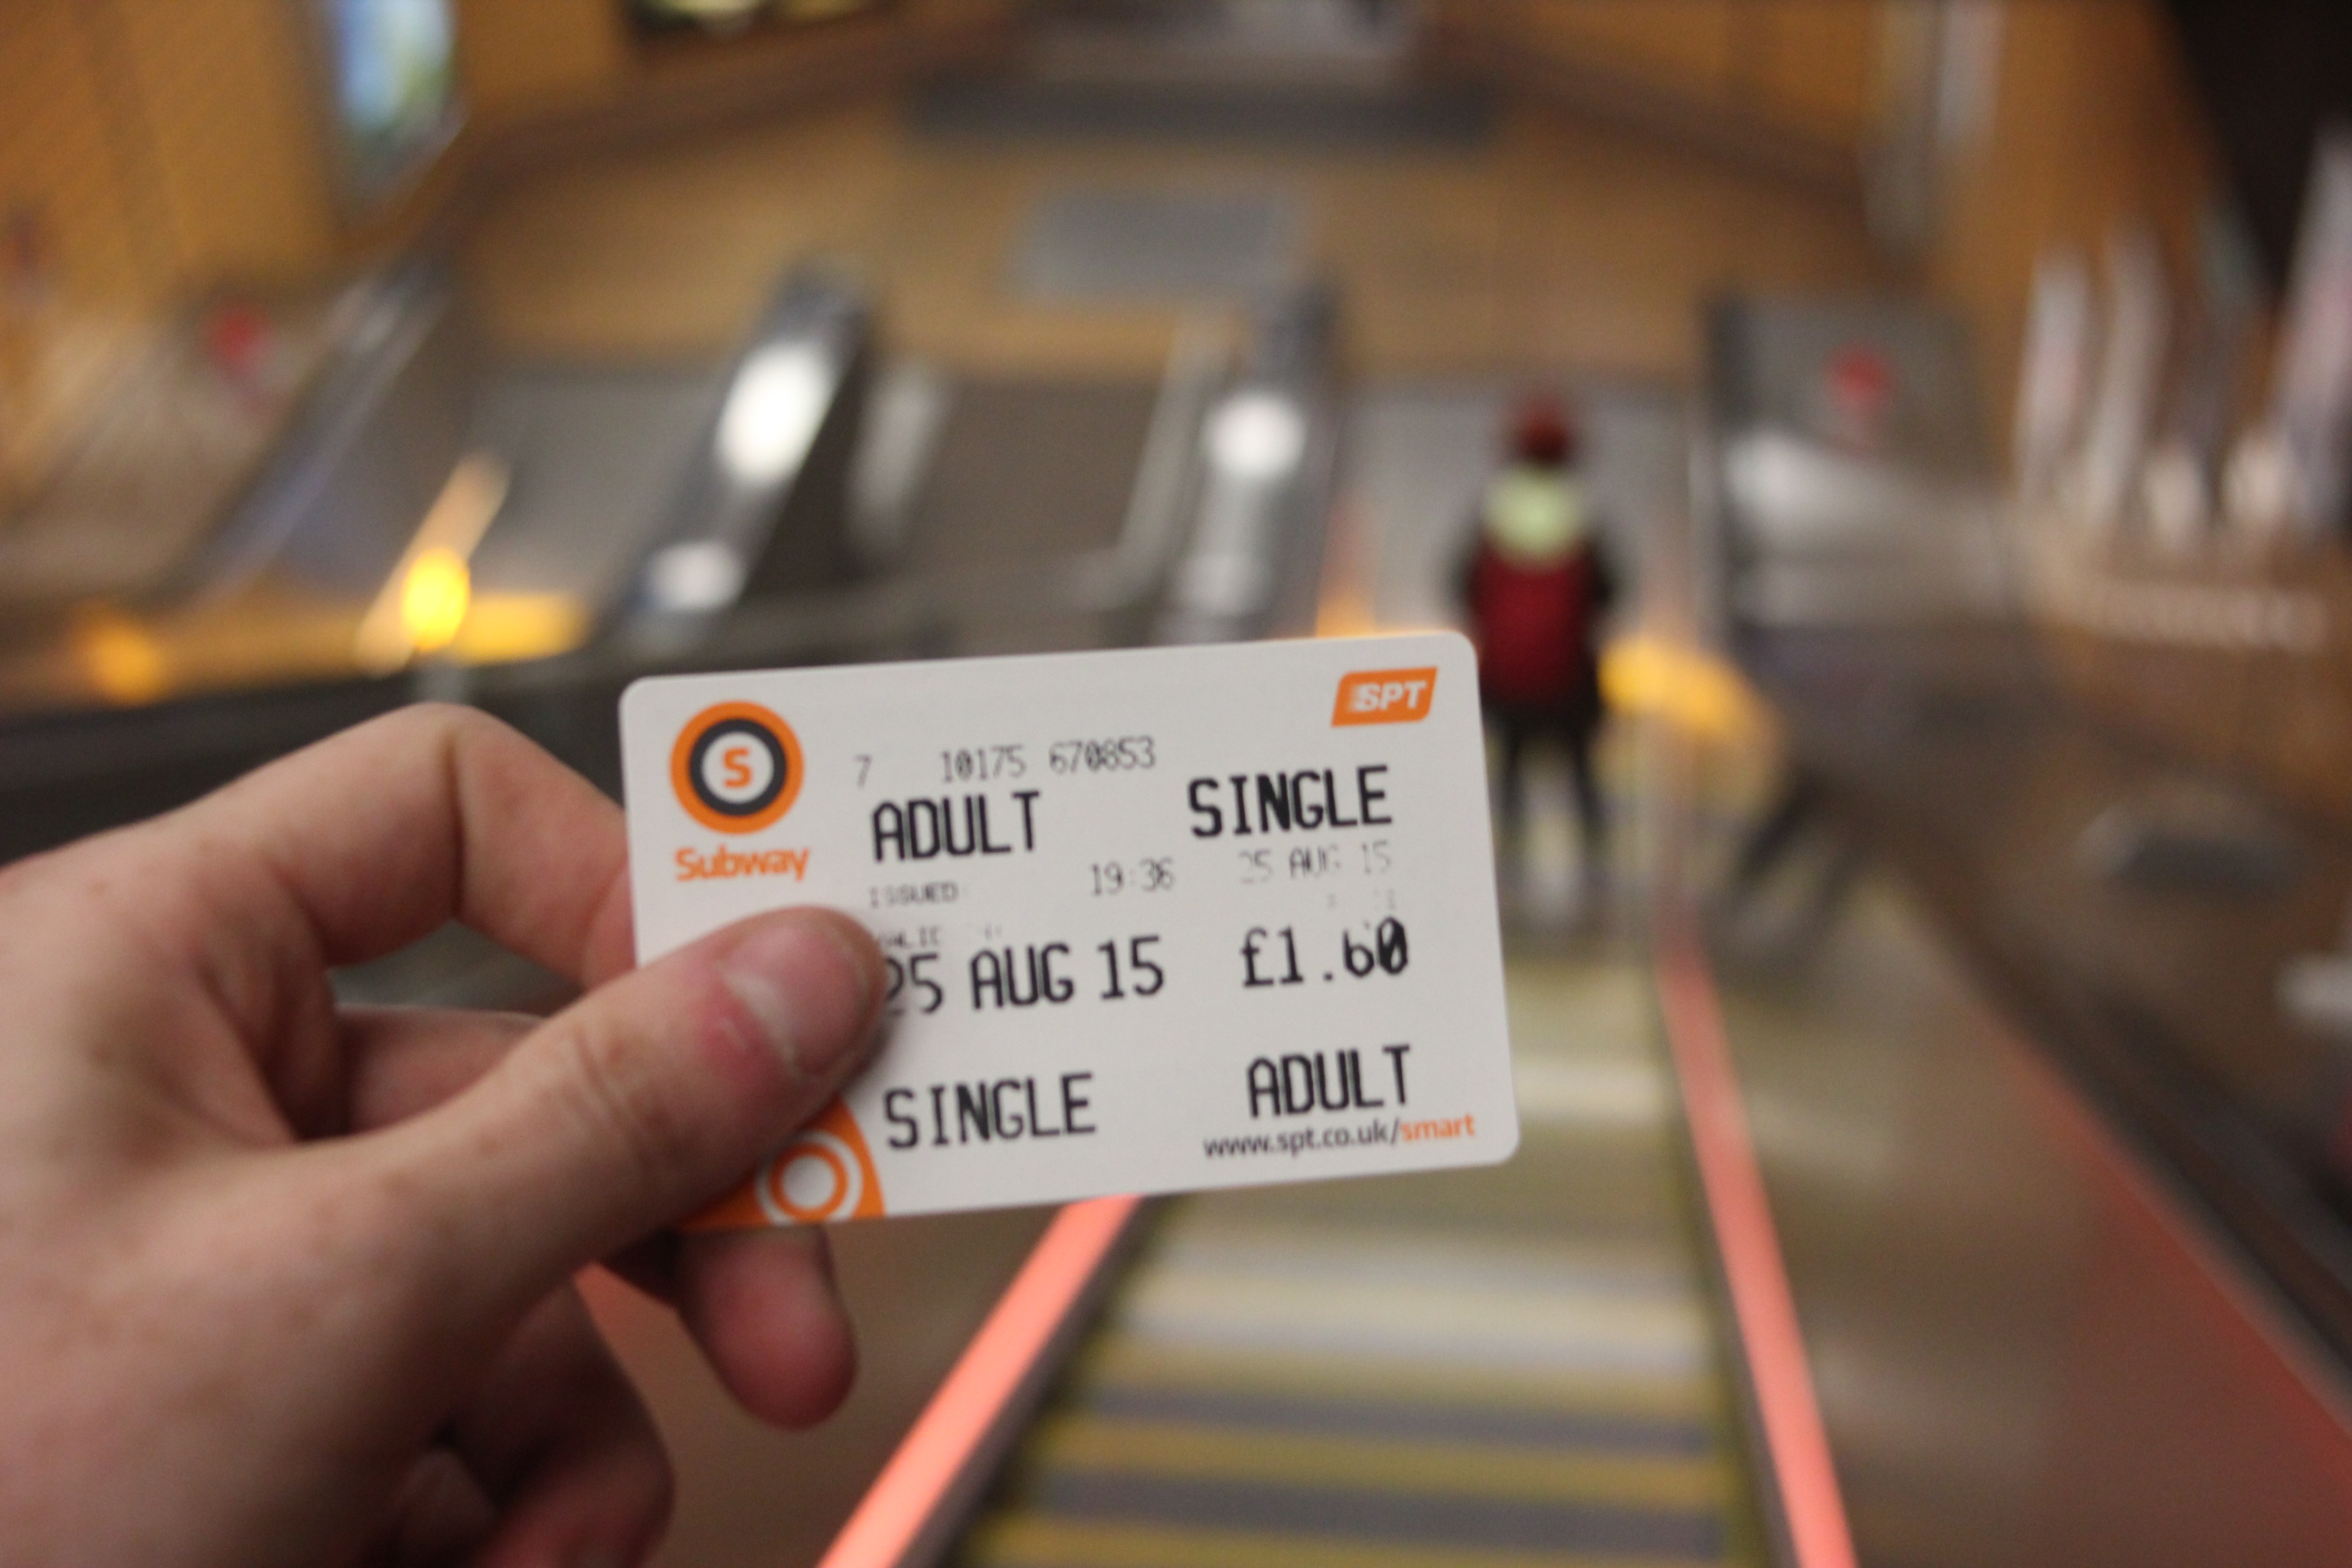 SPT
S
Subway
7 10175 670853
ADULT SINGLE
ISSUED 19:36 25 AUG 15
25 AUG 15 £1.60
SINGLE ADULT
www.spt.co.uk/smart